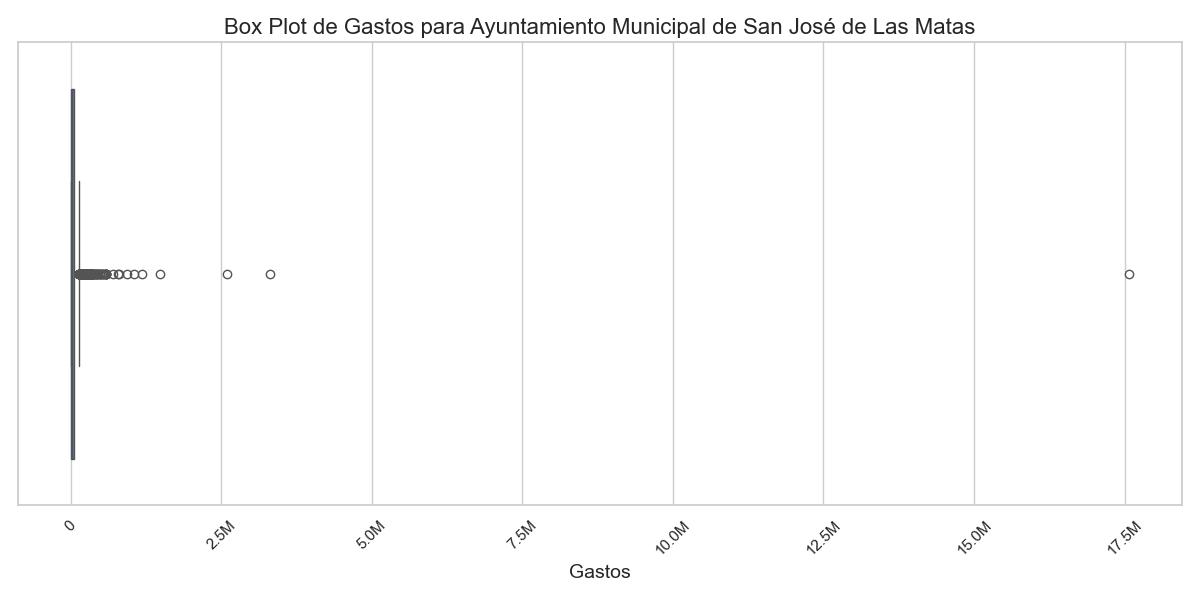 Box Plot de Gastos para Ayuntamiento Municipal de San José de Las Matas
0
2.5M
5.0M
7.5M
10.0M
12.5M
15.0M
17.5M
Gastos